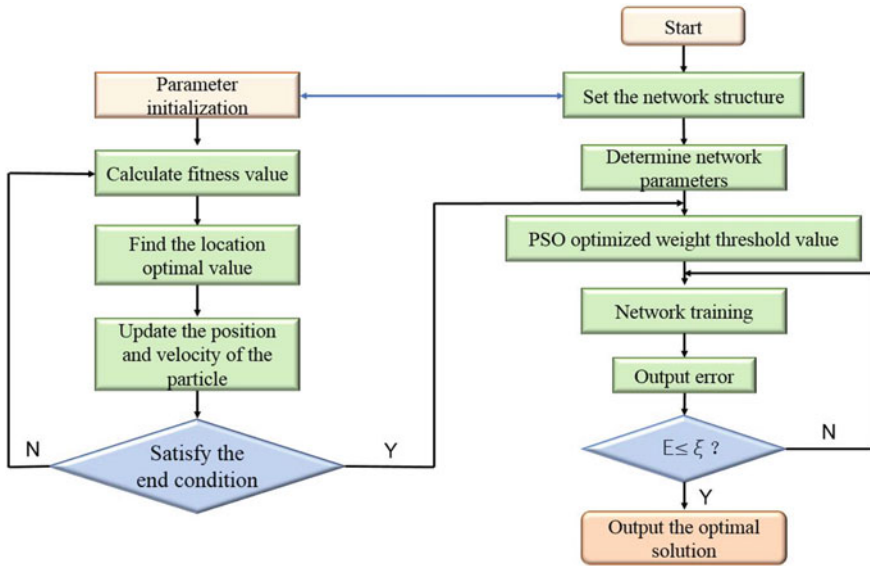 Start
Parameter
initialization
Set the network structure
Calculate fitness value
Determine network
parameters
Find the location
optimal value
PSO optimized weight threshold value
Update the position
and velocity of the
particle
Network training
Output error
N
Satisfy the
end condition
Y
E≤ ξ ?
N
Y
Output the optimal
solution